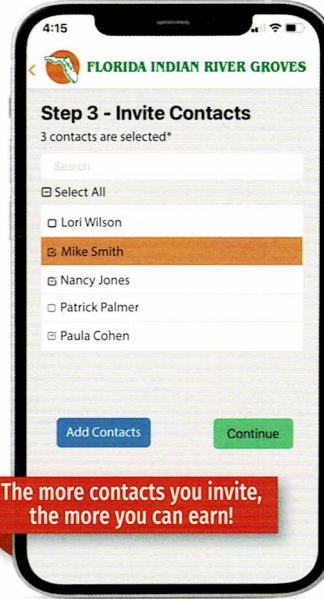 4:15
FLORIDA INDIAN RIVER GROVES
Step 3 - Invite Contacts
3 contacts are selected*
Search
Select All
Lori Wilson
Mike Smith
Nancy Jones
Patrick Palmer
Paula Cohen
Add Contacts
Continue
The more contacts you invite,
the more you can earn!